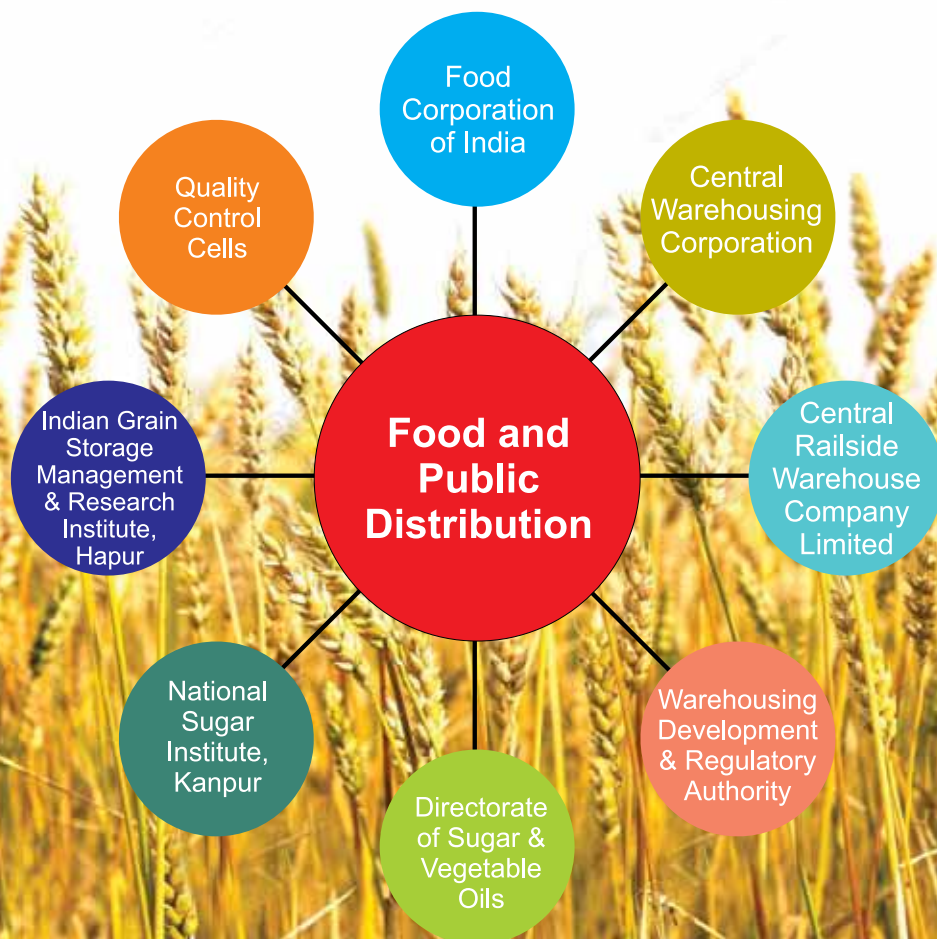 Food
Corporation
of India
Central
Warehousing
Corporation
Central
Railside
Warehouse
Company
Limited
Warehousing
Development
& Regulatory
Authority
Directorate
of Sugar &
Vegetable
Oils
National
Sugar
Institute,
Kanpur
Indian Grain
Storage
Management
& Research
Institute,
Hapur
Quality
Control
Cells
Food and
Public
Distribution